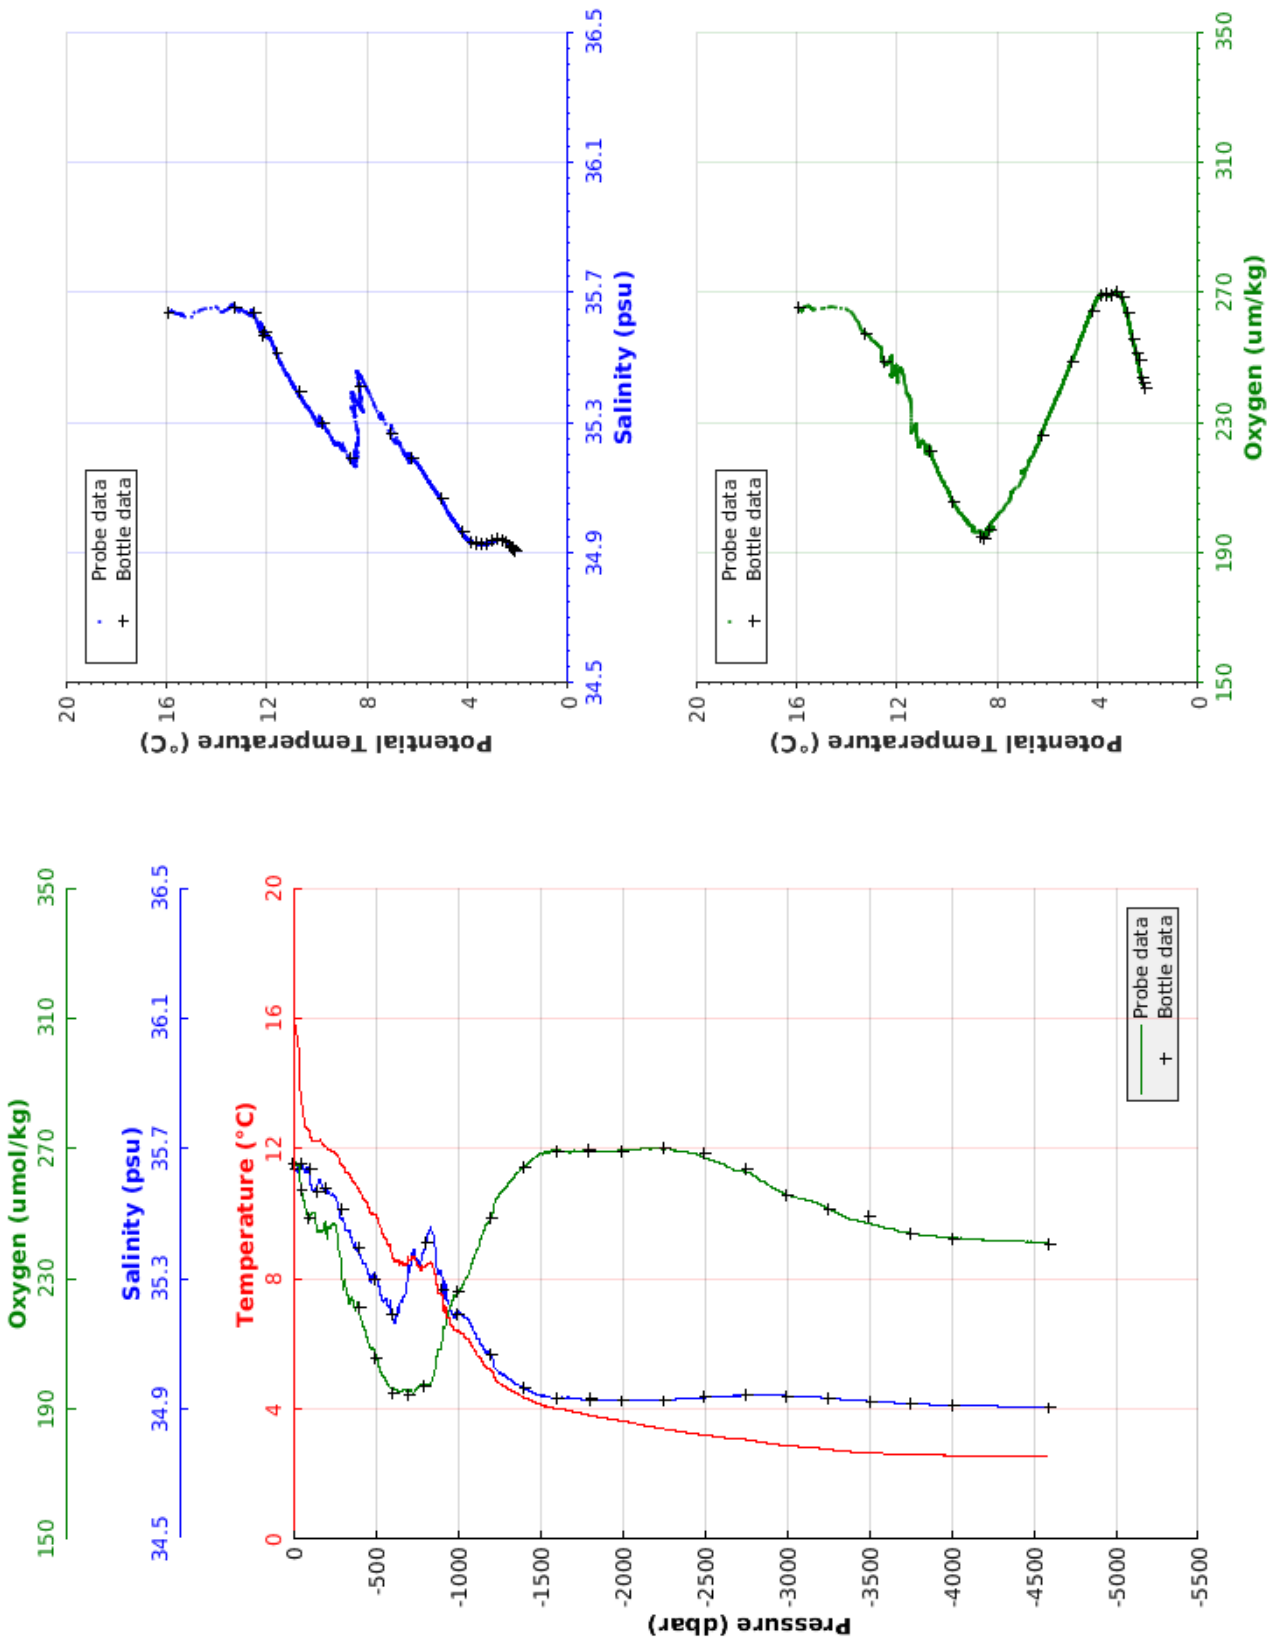 Oxygen (umol/kg)
150 190 230 270 310 350
Salinity (psu)
34.5 34.9 35.3 35.7 36.1 36.5
Temperature (°C)
0 4 8 12 16 20
0
-500
-1000
-1500
-2000
-2500
-3000
-3500
-4000
-4500
-5000
-5500
Pressure (dbar)
Probe data
Bottle data
20
16
12
8
4
0
Potential Temperature (°C)
Probe data
Bottle data
34.5 34.9 35.3 35.7 36.1 36.5
Salinity (psu)
20
16
12
8
4
0
Potential Temperature (°C)
Probe data
Bottle data
150 190 230 270 310 350
Oxygen (um/kg)